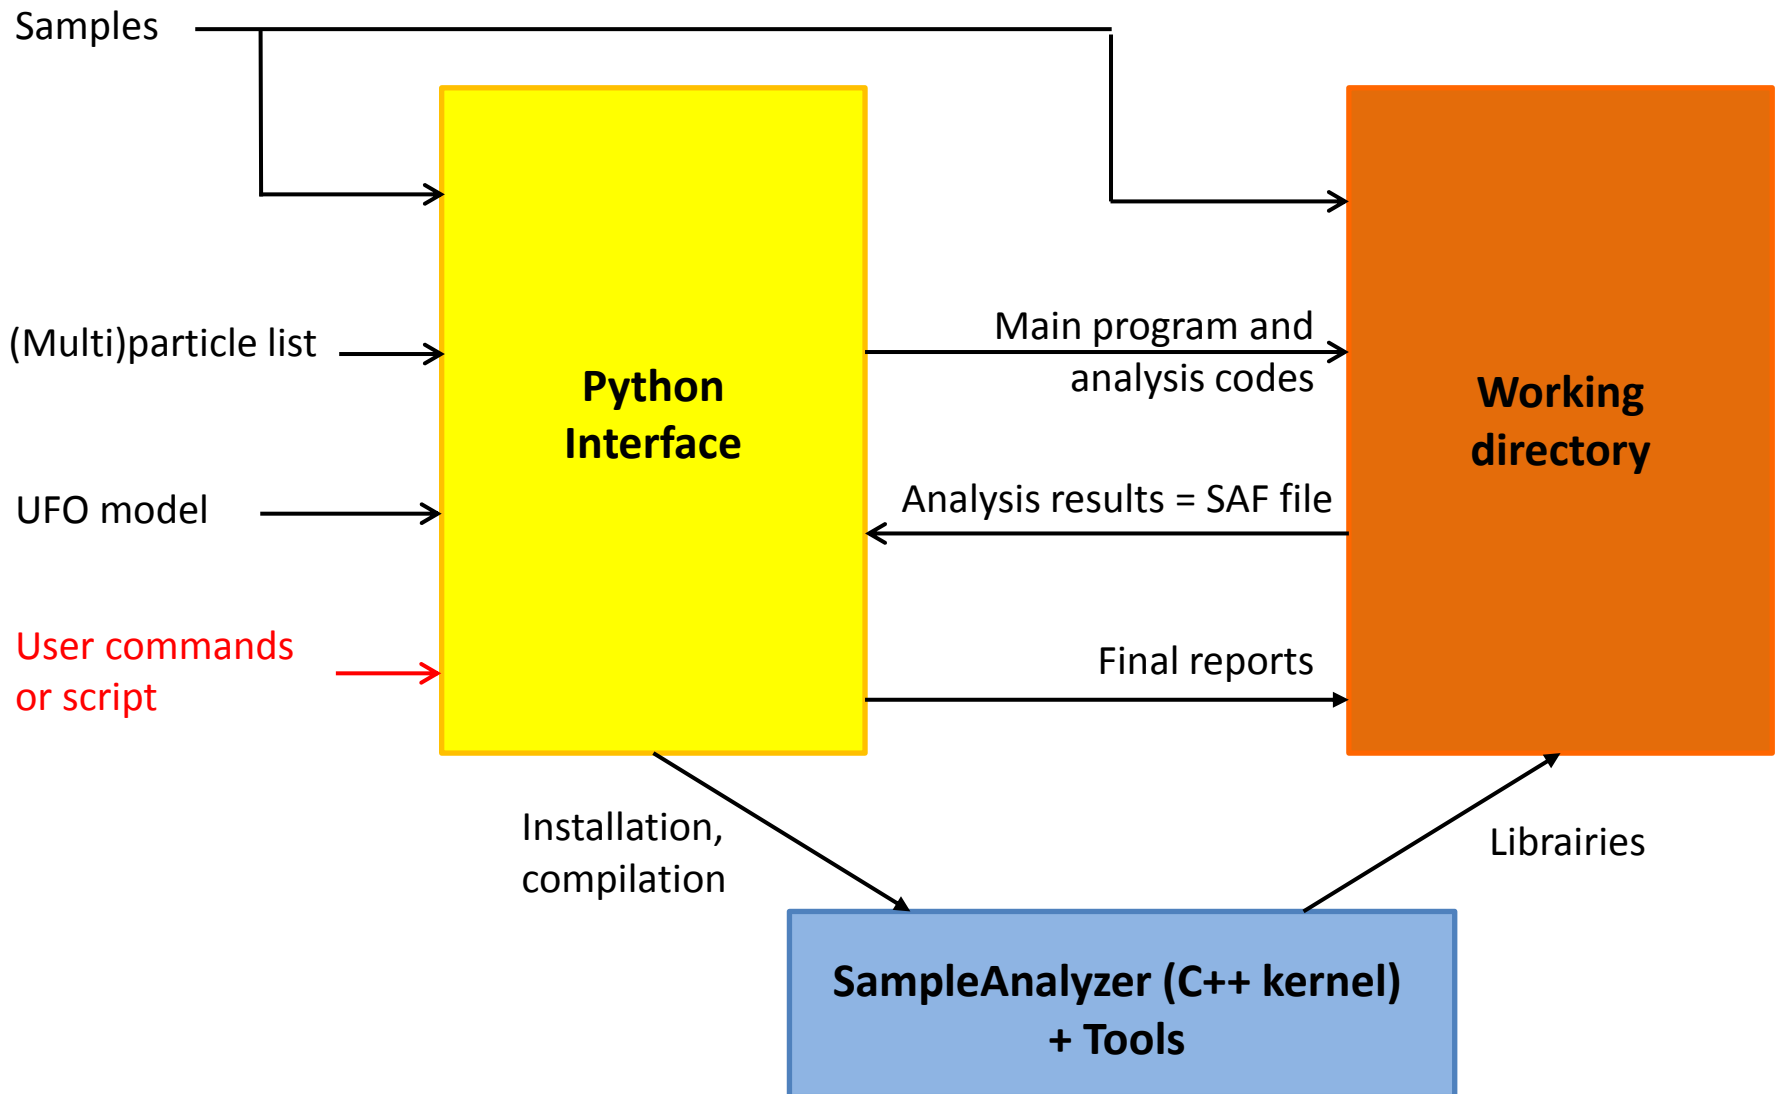 Samples
(Multi)particle list
UFO model
User commands
or script
Python
Interface
Main program and
analysis codes
Analysis results = SAF file
Final reports
Working
directory
Installation,
compilation
Librairies
SampleAnalyzer (C++ kernel)
+ Tools